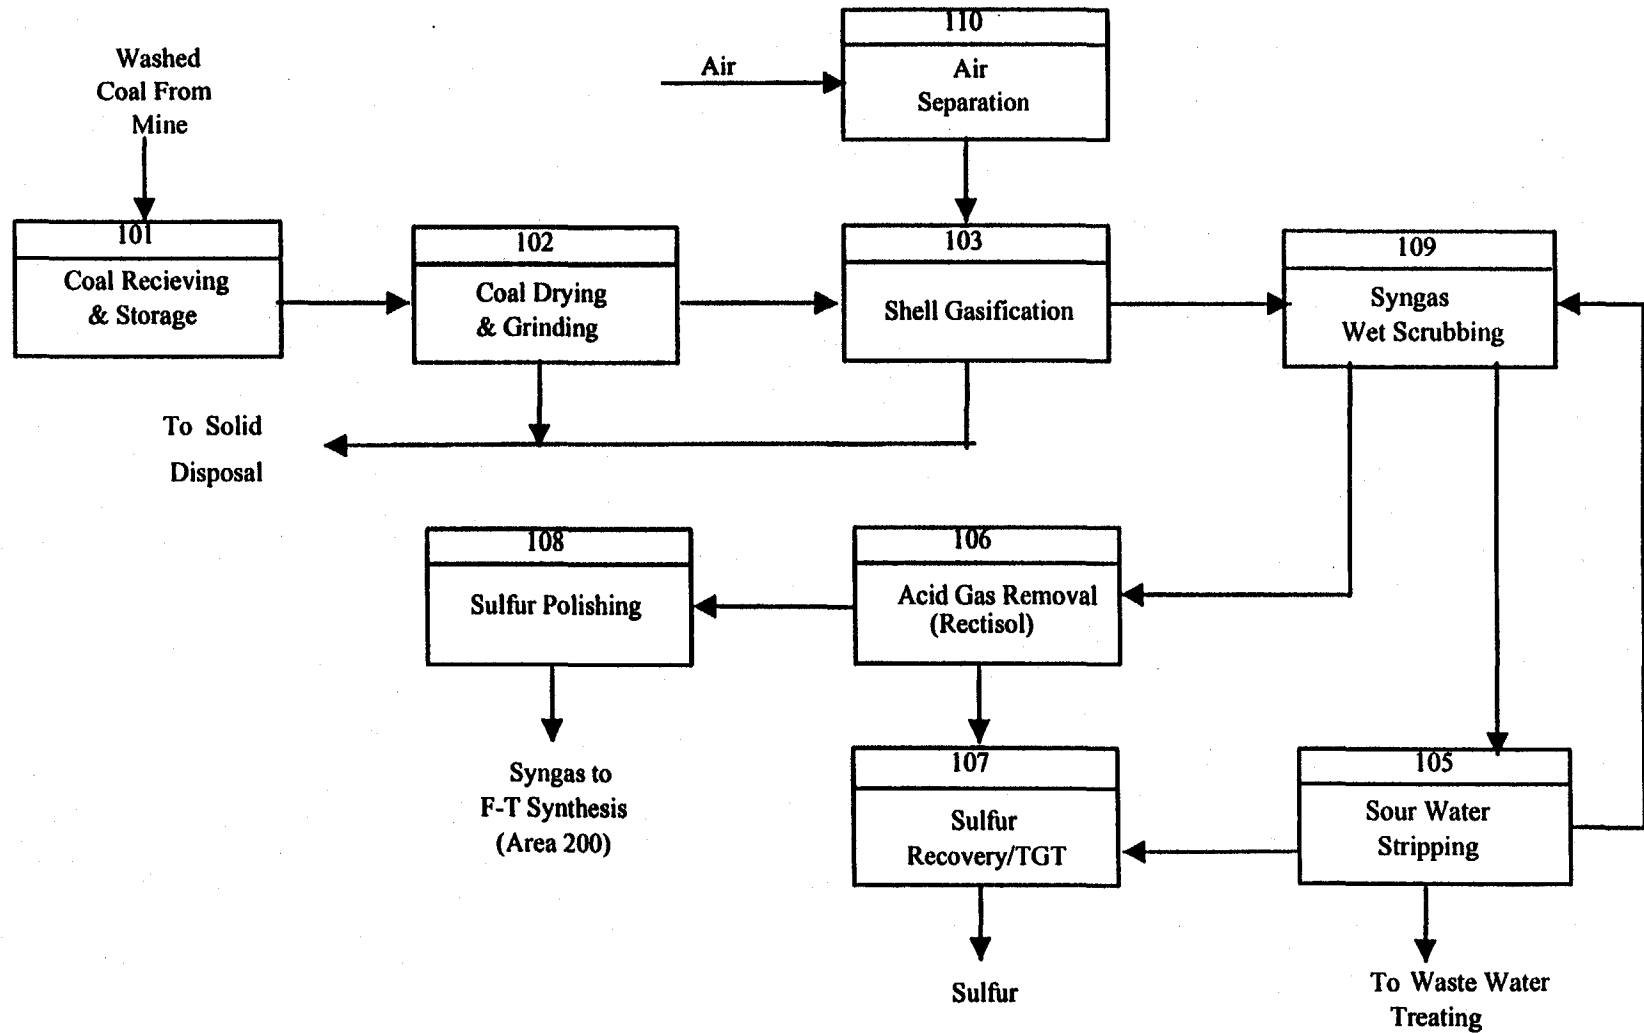 110
Air
Air
Separation
Washed
Coal From
Mine
101
Coal Recieving
& Storage
102
Coal Drying
& Grinding
103
Shell Gasification
109
Syngas
Wet Scrubbing
To Solid
Disposal
108
Sulfur Polishing
106
Acid Gas Removal
(Rectisol)
Syngas to
F-T Synthesis
(Area 200)
107
Sulfur
Recovery/TGT
105
Sour Water
Stripping
Sulfur
To Waste Water
Treating